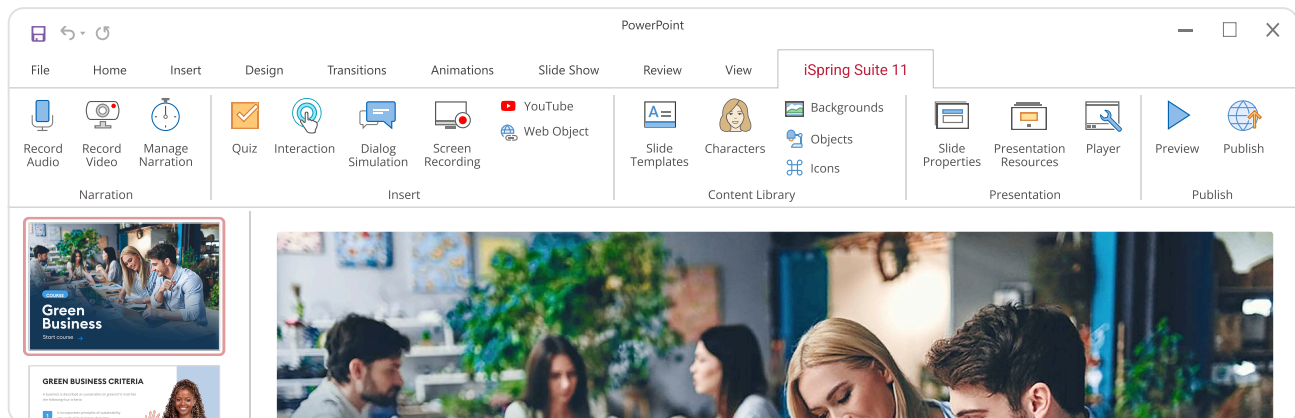 PowerPoint
File Home Insert Design Transitions Animations Slide Show Review View iSpring Suite 11
Record Audio
Record Video
Manage Narration
Narration
Quiz
Interaction
Dialog Simulation
Screen Recording
YouTube
Web Object
Insert
A=
Slide Templates
Characters
Backgrounds
Objects
Icons
Content Library
Slide Properties
Presentation Resources
Player
Presentation
Preview
Publish
Publish
COURSE
Green
Business
Start course
GREEN BUSINESS CRITERIA
1